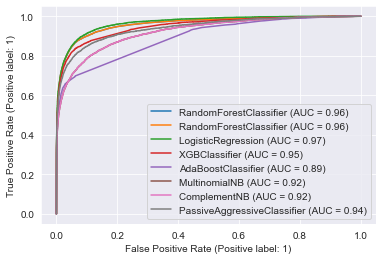 1.0
0.8
0.6
0.4
0.2
0.0
True Positive Rate (Positive label: 1)
RandomForestClassifier (AUC = 0.96)
RandomForestClassifier (AUC = 0.96)
LogisticRegression (AUC = 0.97)
XGBClassifier (AUC = 0.95)
AdaBoostClassifier (AUC = 0.89)
MultinomialNB (AUC = 0.92)
ComplementNB (AUC = 0.92)
PassiveAggressiveClassifier (AUC = 0.94)
0.0 0.2 0.4 0.6 0.8 1.0
False Positive Rate (Positive label: 1)